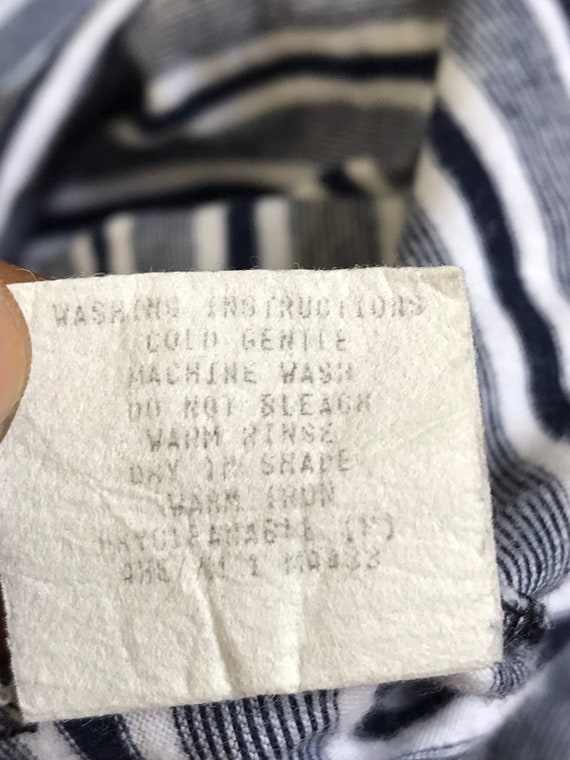 WASHING INSTRUCTIONS
COLD GENTLE
MACHINE WASH
DO NOT BLEACH
WARM RINSE
DRY IN SHADE
WARM IRON
DRYCLEANABLE (P)